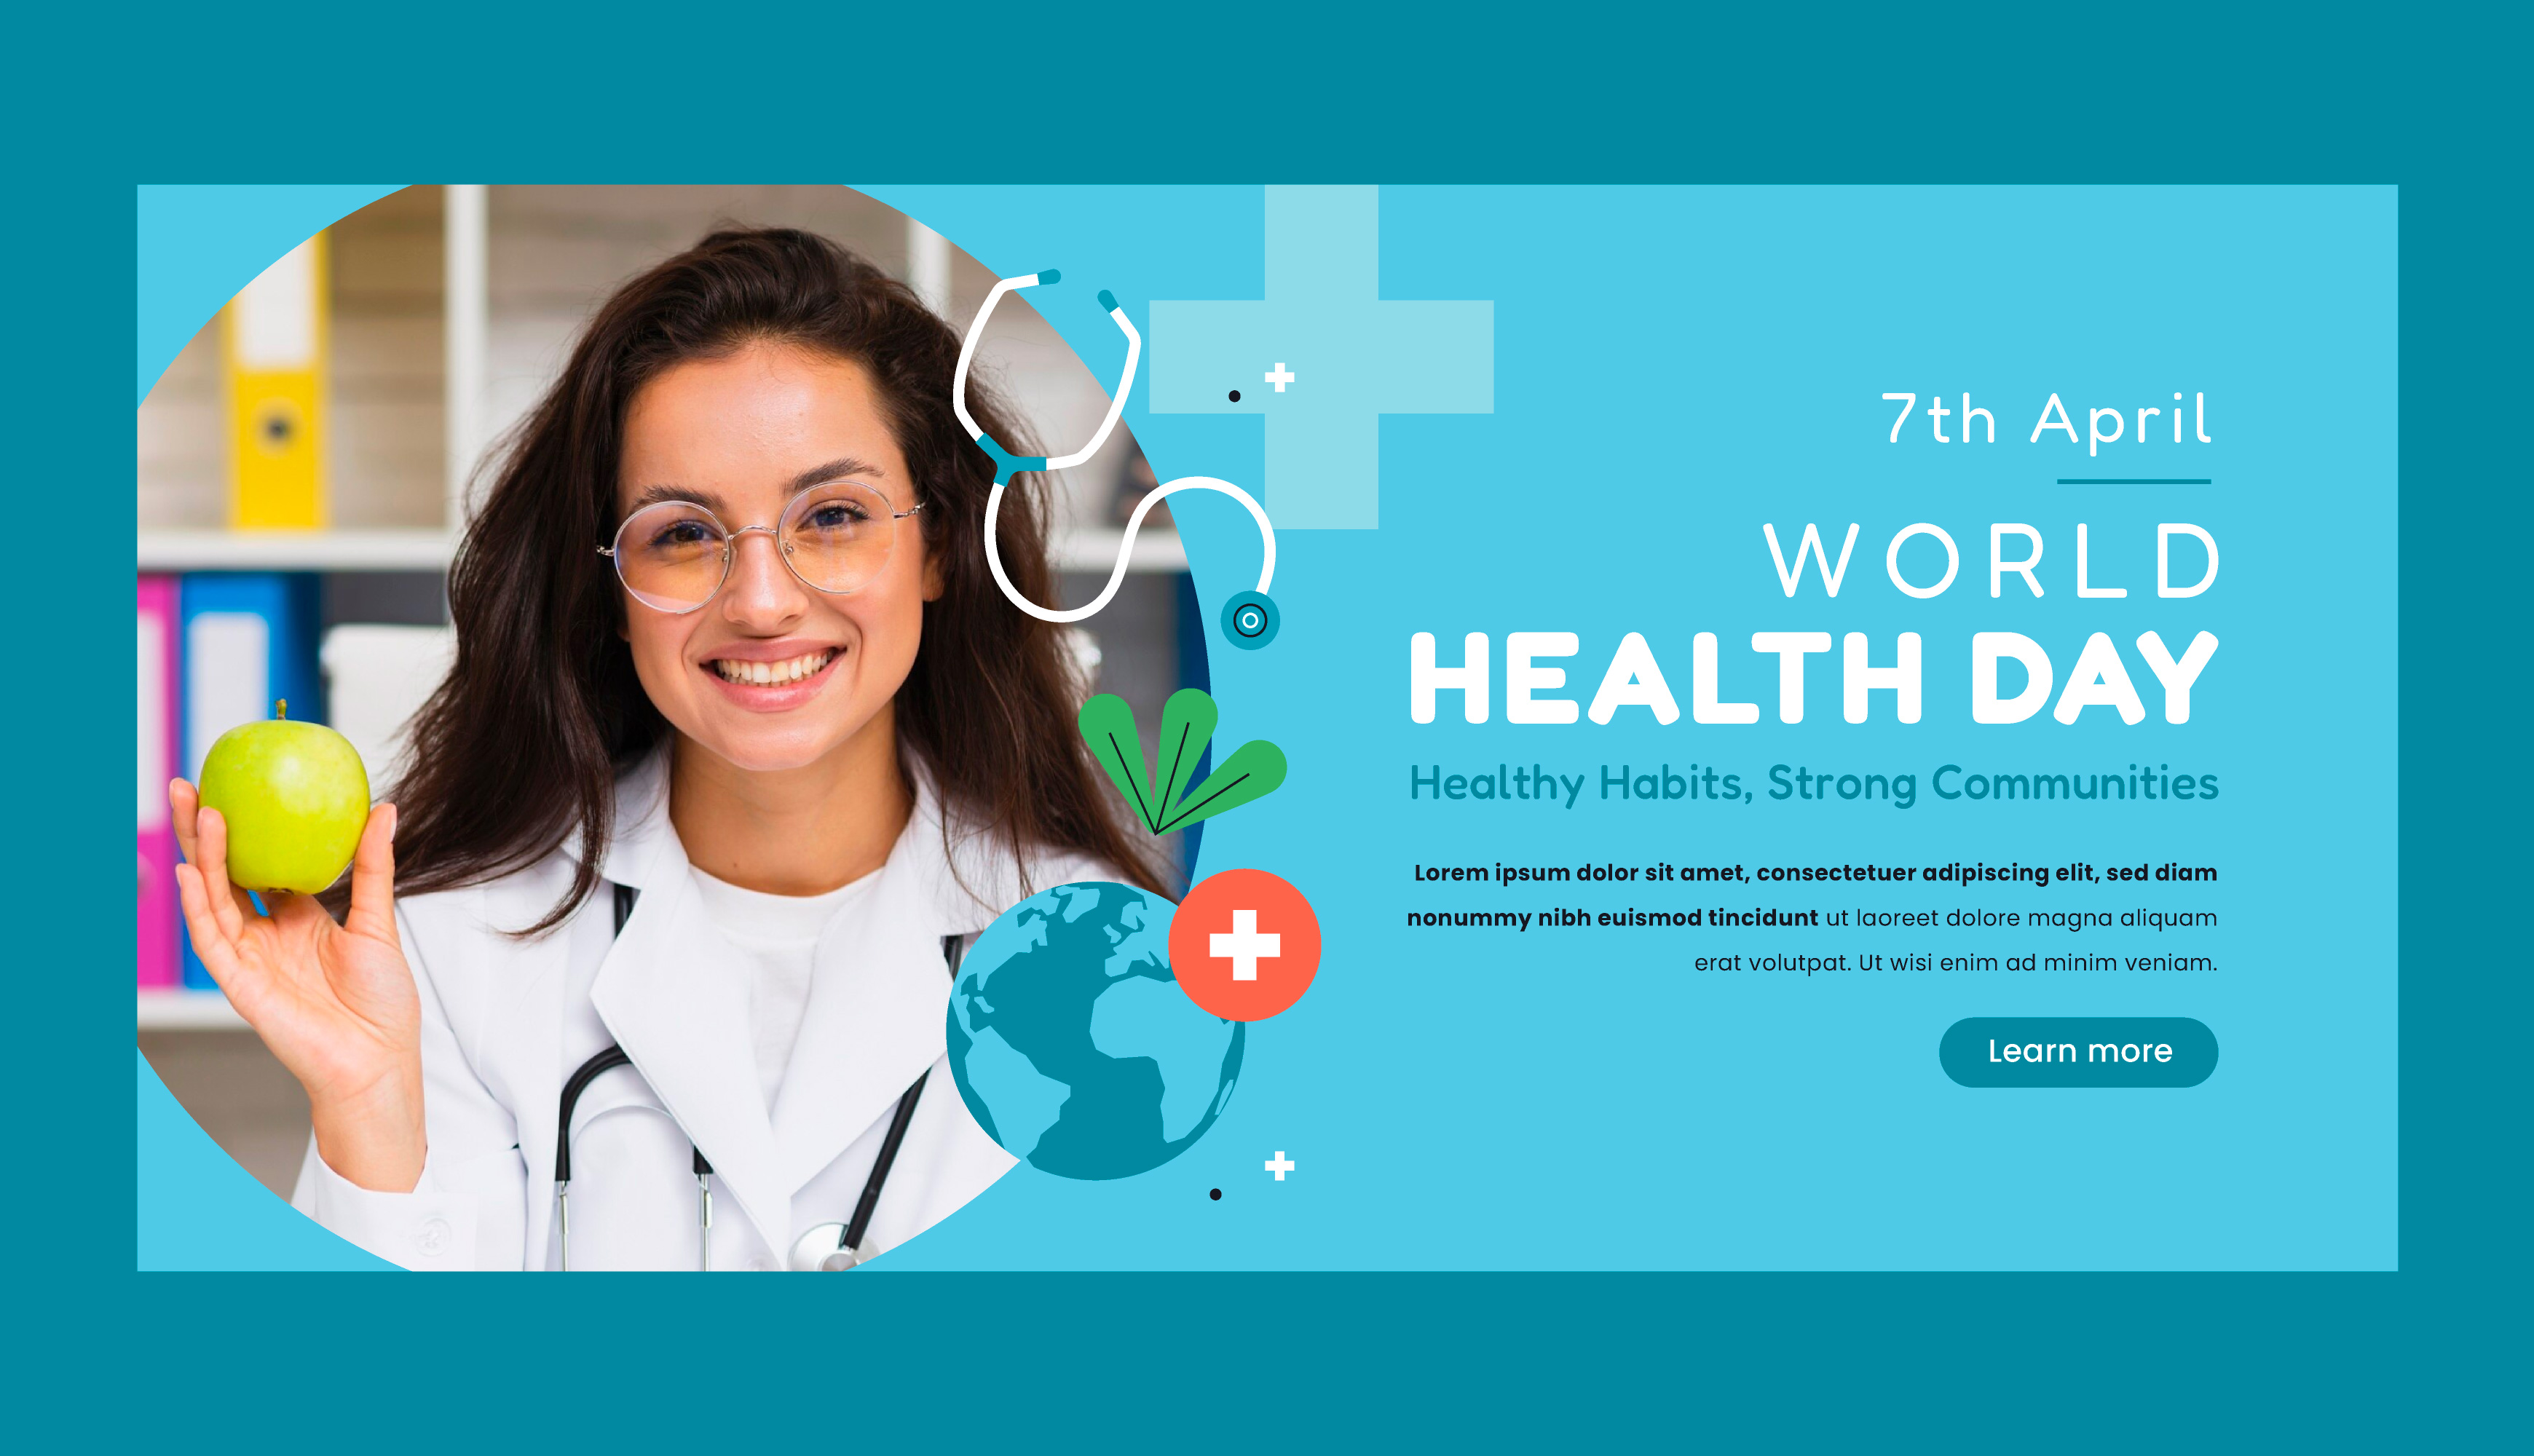 7th April
WORLD
HEALTH DAY
Healthy Habits, Strong Communities
Lorem ipsum dolor sit amet, consectetuer adipiscing elit, sed diam
nonummy nibh euismod tincidunt ut laoreet dolore magna aliquam
erat volutpat. Ut wisi enim ad minim veniam.
Learn more